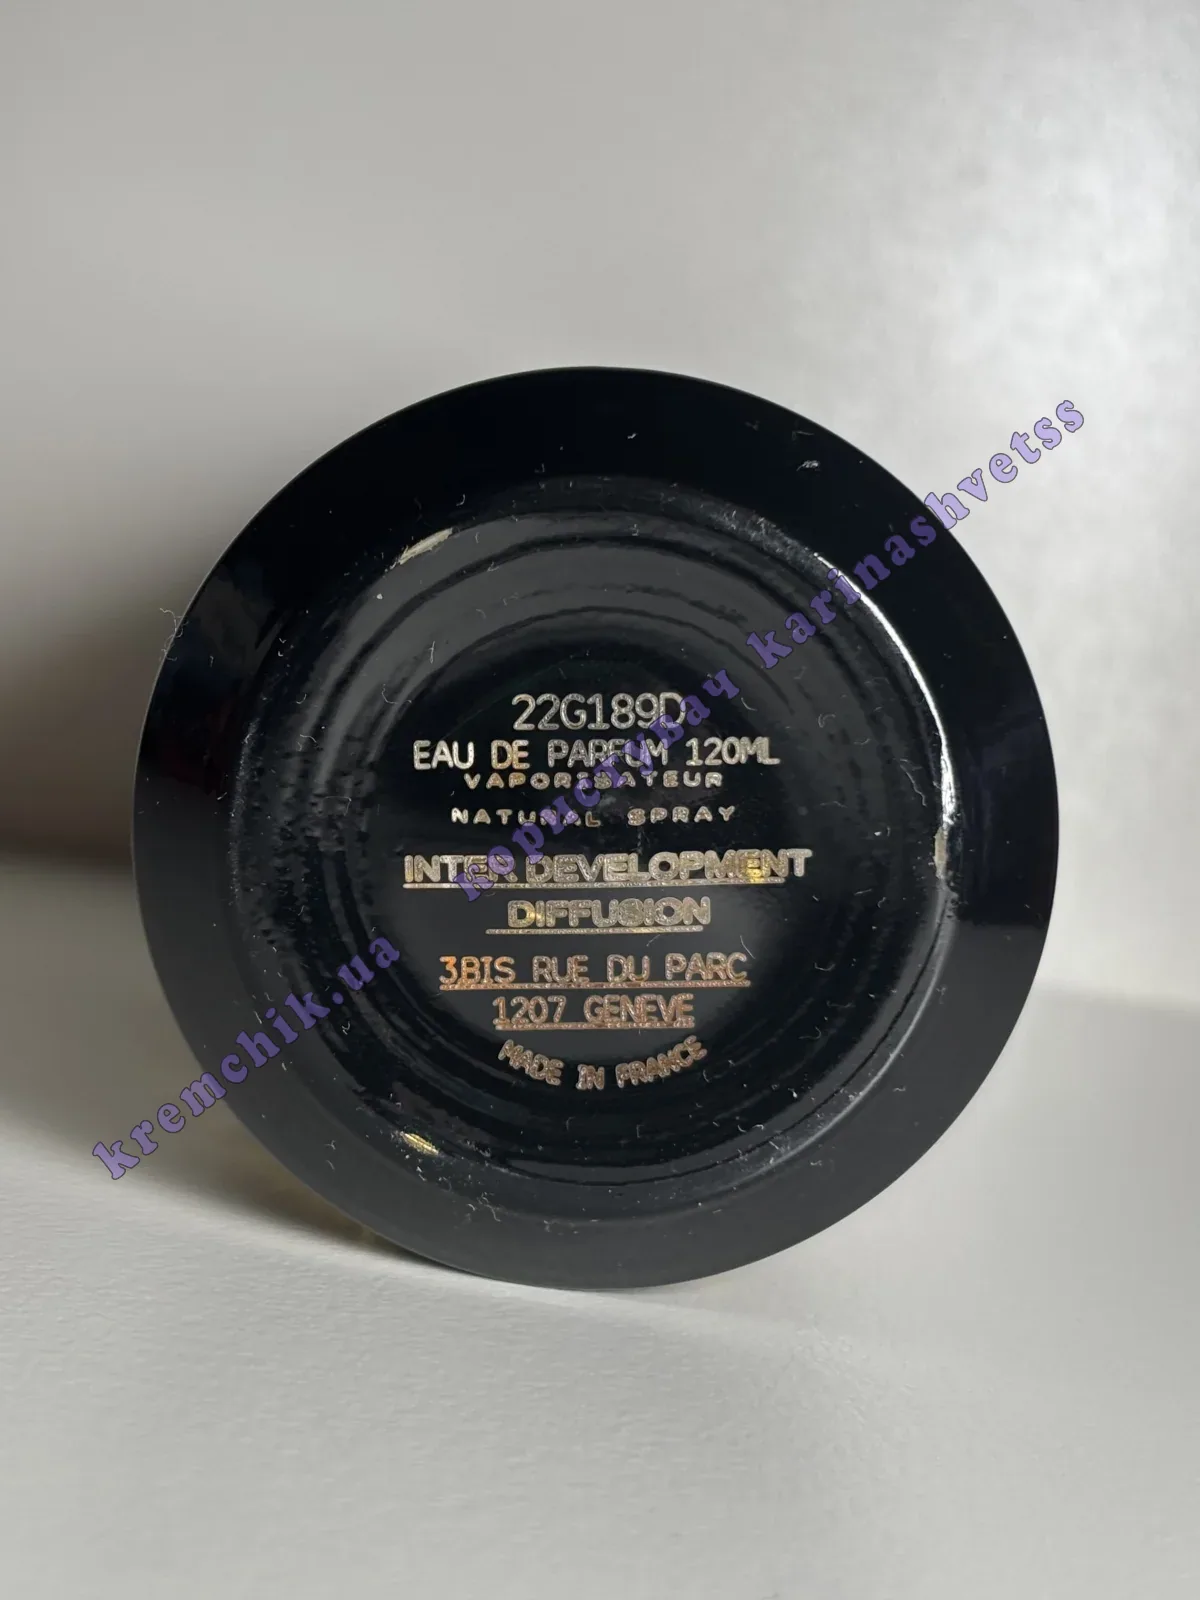 22G189D
EAU DE PARFUM 120ML
VAPORISATEUR
NATURAL SPRAY
INTER DEVELOPMENT
DIFFUSION
3BIS RUE DU PARC
1207 GENEVE
MADE IN FRANCE
kremchik.ua користувач karinashvetss